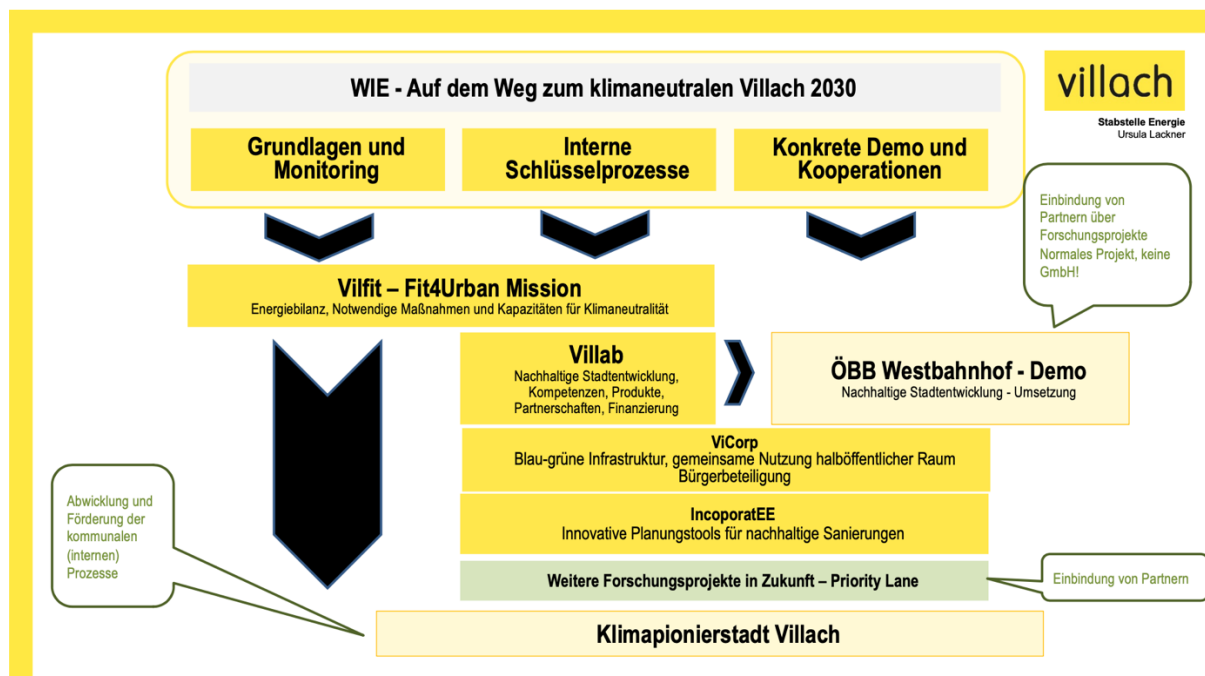 WIE - Auf dem Weg zum klimaneutralen Villach 2030
villach
Stabstelle Energie
Ursula Lackner
Grundlagen und
Monitoring
Interne
Schlüsselprozesse
Konkrete Demo und
Kooperationen
Einbindung von
Partnern über
Forschungsprojekte
Normales Projekt, keine
GmbH!
Vilfit – Fit4Urban Mission
Energiebilanz, Notwendige Maßnahmen und Kapazitäten für Klimaneutralität
Villab
Nachhaltige Stadtentwicklung,
Kompetenzen, Produkte,
Partnerschaften, Finanzierung
ÖBB Westbahnhof - Demo
Nachhaltige Stadtentwicklung - Umsetzung
ViCorp
Blau-grüne Infrastruktur, gemeinsame Nutzung halböffentlicher Raum
Bürgerbeteiligung
IncoporatEE
Innovative Planungstools für nachhaltige Sanierungen
Abwicklung und
Förderung der
kommunalen
(internen)
Prozesse
Weitere Forschungsprojekte in Zukunft – Priority Lane
Einbindung von Partnern
Klimapionierstadt Villach